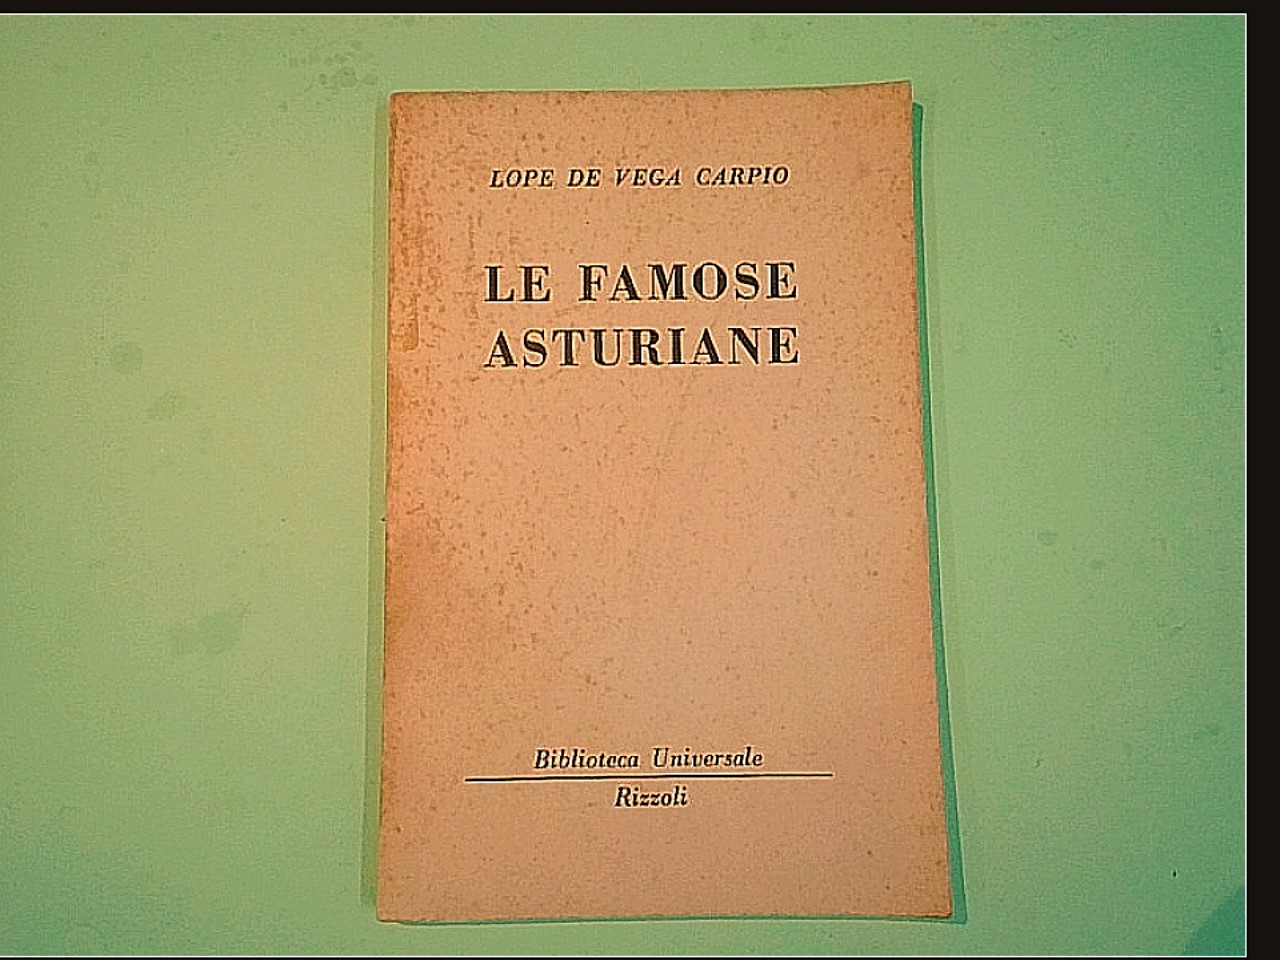 LOPE DE VEGA CARPIO
LE FAMOSE
ASTURIANE
Biblioteca Universale
Rizzoli